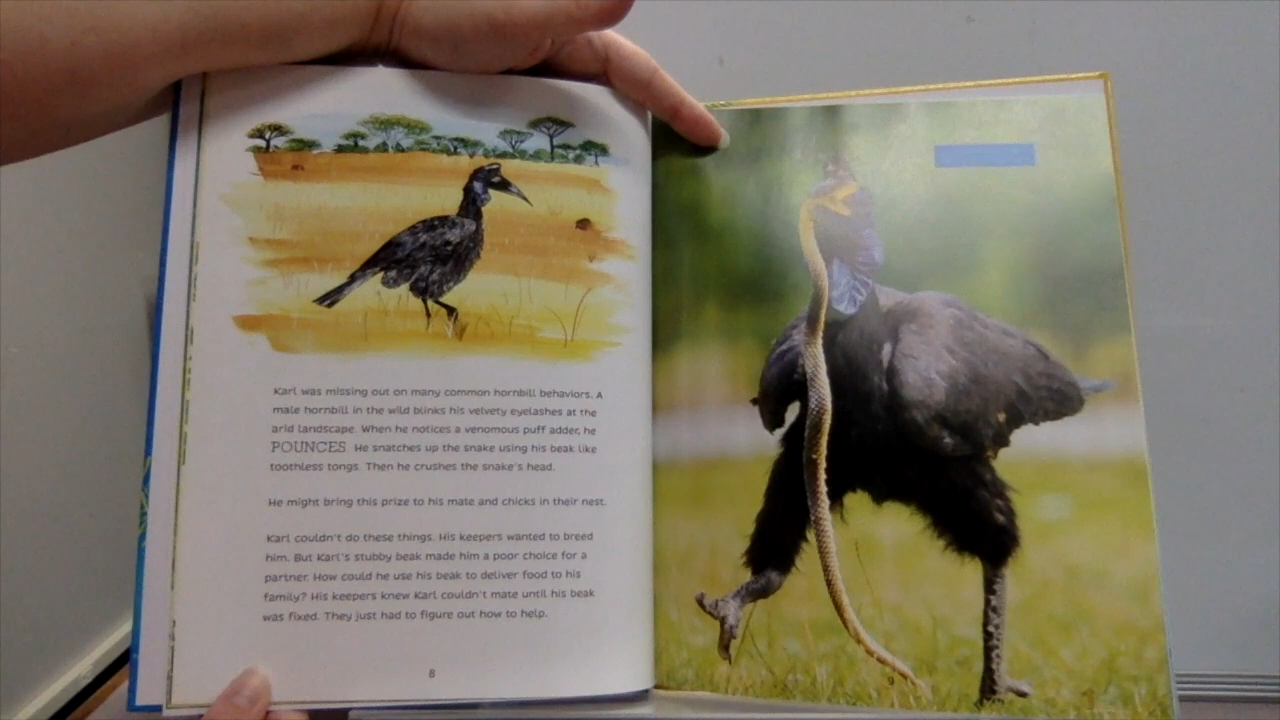 Karl was missing out on many common hornbill behaviors. A
male hornbill in the wild blinks his velvety eyelashes at the
arid landscape. When he notices a venomous puff adder, he
POUNCES. He snatches up the snake using his beak like
toothless tongs. Then he crushes the snake's head.
He might bring this prize to his mate and chicks in their nest.
Karl couldn't do these things. His keepers wanted to breed
him. But Karl's stubby beak made him a poor choice for a
partner. How could he use his beak to deliver food to his
family? His keepers knew Karl couldn't mate until his beak
was fixed. They just had to figure out how to help.
8
9